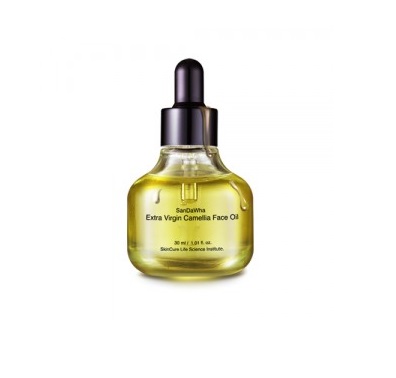 SanDaWha
Extra Virgin Camellia Face Oil
30 ml / 1.01 fl. oz.
SkinCure Life Science Institute